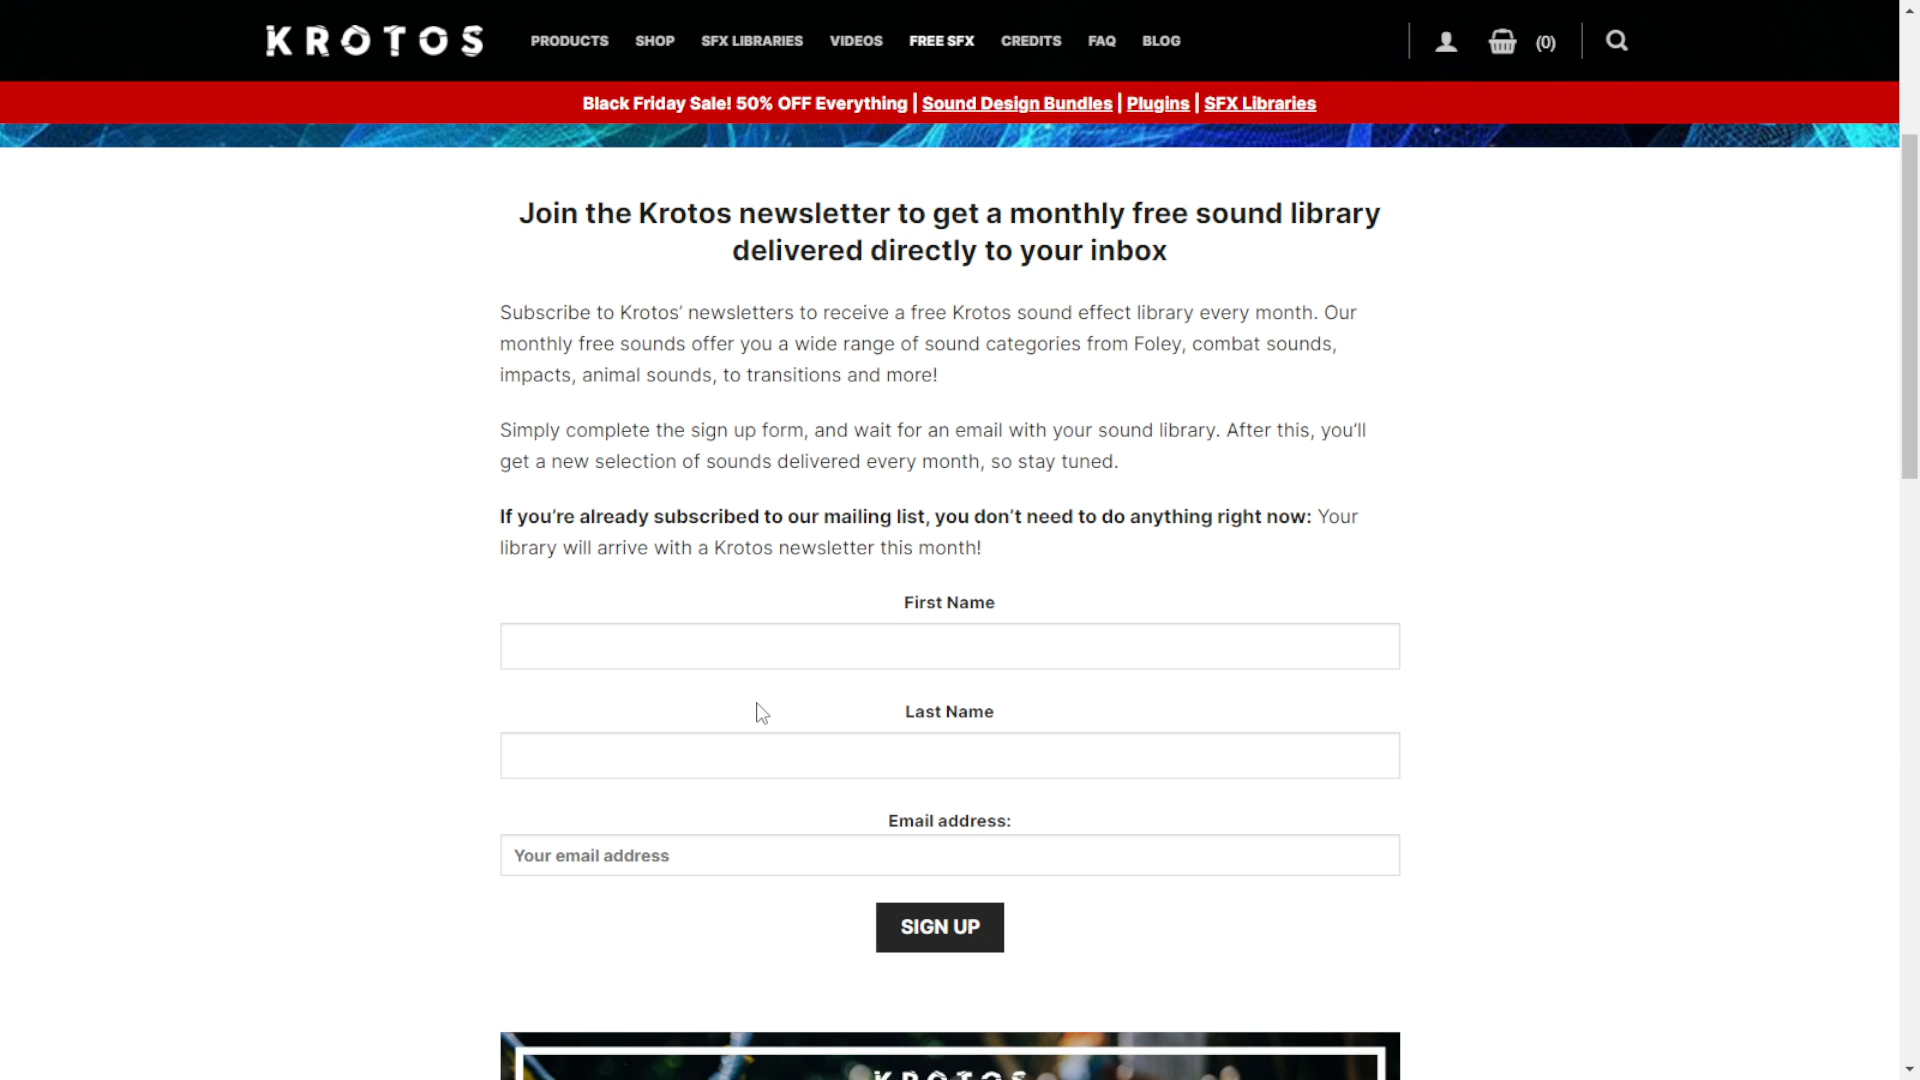 KROTOS PRODUCTS SHOP SFX LIBRARIES VIDEOS FREE SFX CREDITS FAQ BLOG (0)
Black Friday Sale! 50% OFF Everything | Sound Design Bundles | Plugins | SFX Libraries
Join the Krotos newsletter to get a monthly free sound library
delivered directly to your inbox
Subscribe to Krotos’ newsletters to receive a free Krotos sound effect library every month. Our
monthly free sounds offer you a wide range of sound categories from Foley, combat sounds,
impacts, animal sounds, to transitions and more!
Simply complete the sign up form, and wait for an email with your sound library. After this, you’ll
get a new selection of sounds delivered every month, so stay tuned.
If you’re already subscribed to our mailing list, you don’t need to do anything right now: Your
library will arrive with a Krotos newsletter this month!
First Name
Last Name
Email address:
Your email address
SIGN UP
KROTOS